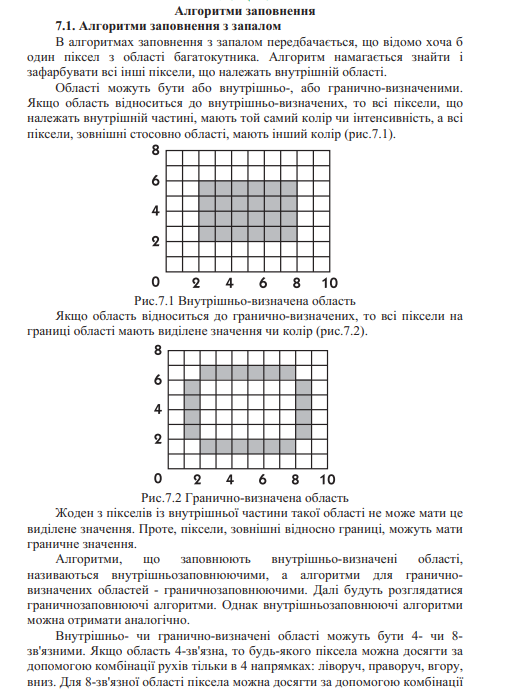 Алгоритми заповнення
7.1. Алгоритми заповнення з запалом
В алгоритмах заповнення з запалом передбачається, що відомо хоча б
один піксел з області багатокутника. Алгоритм намагається знайти і
зафарбувати всі інші піксели, що належать внутрішній області.
Області можуть бути або внутрішньо-, або гранично-визначеними.
Якщо область відноситься до внутрішньо-визначених, то всі піксели, що
належать внутрішній частині, мають той самий колір чи інтенсивність, а всі
піксели, зовнішні стосовно області, мають інший колір (рис.7.1).
8
6
4
2
0 2 4 6 8 10
Рис.7.1 Внутрішньо-визначена область
Якщо область відноситься до гранично-визначених, то всі піксели на
границі області мають виділене значення чи колір (рис.7.2).
8
6
4
2
0 2 4 6 8 10
Рис.7.2 Гранично-визначена область
Жоден з пікселів із внутрішньої частини такої області не може мати це
виділене значення. Проте, піксели, зовнішні відносно границі, можуть мати
граничне значення.
Алгоритми, що заповнюють внутрішньо-визначені області,
називаються внутрішньозаповнюючими, а алгоритми для гранично-
визначених областей - граничнозаповнюючими. Далі будуть розглядатися
граничнозаповнюючі алгоритми. Однак внутрішньозаповнюючі алгоритми
можна отримати аналогічно.
Внутрішньо- чи гранично-визначені області можуть бути 4- чи 8-
зв'язними. Якщо область 4-зв'язна, то будь-якого піксела можна досягти за
допомогою комбінації рухів тільки в 4 напрямках: ліворуч, праворуч, вгору,
вниз. Для 8-зв'язної області піксела можна досягти за допомогою комбінації